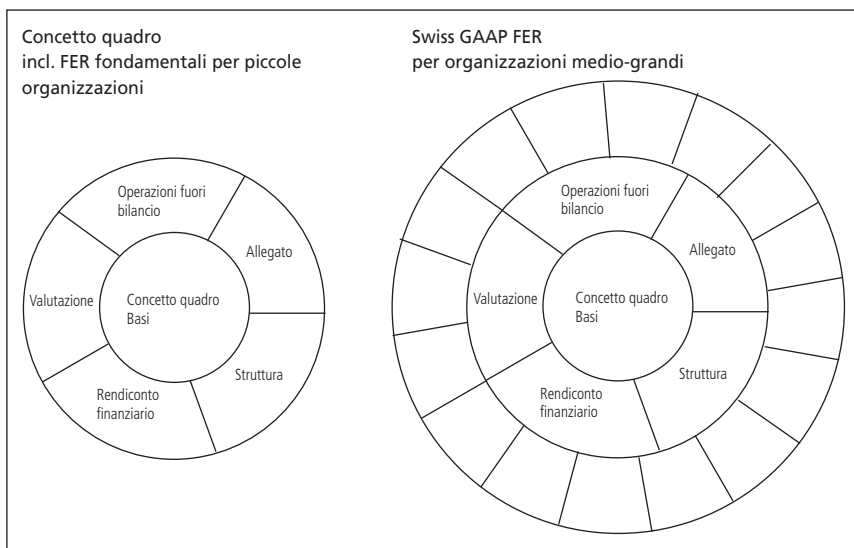 Concetto quadro
incl. FER fondamentali per piccole
organizzazioni
Operazioni fuori
bilancio
Allegato
Valutazione
Concetto quadro
Basi
Struttura
Rendiconto
finanziario
Swiss GAAP FER
per organizzazioni medio-grandi
Operazioni fuori
bilancio
Allegato
Valutazione
Concetto quadro
Basi
Struttura
Rendiconto
finanziario